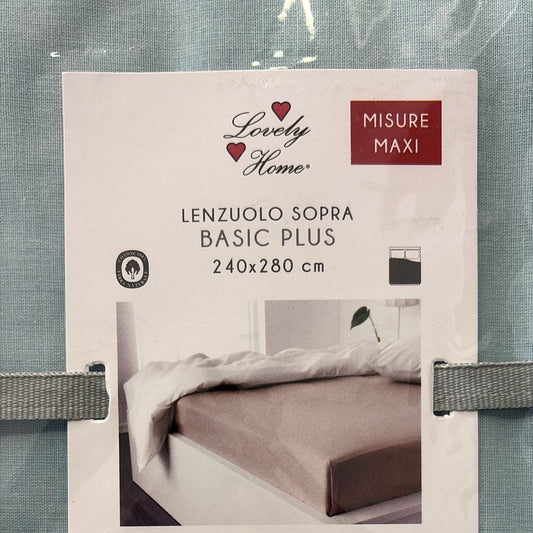 Lovely
Home®
MISURE
MAXI
LENZUOLO SOPRA
BASIC PLUS
240x280 cm